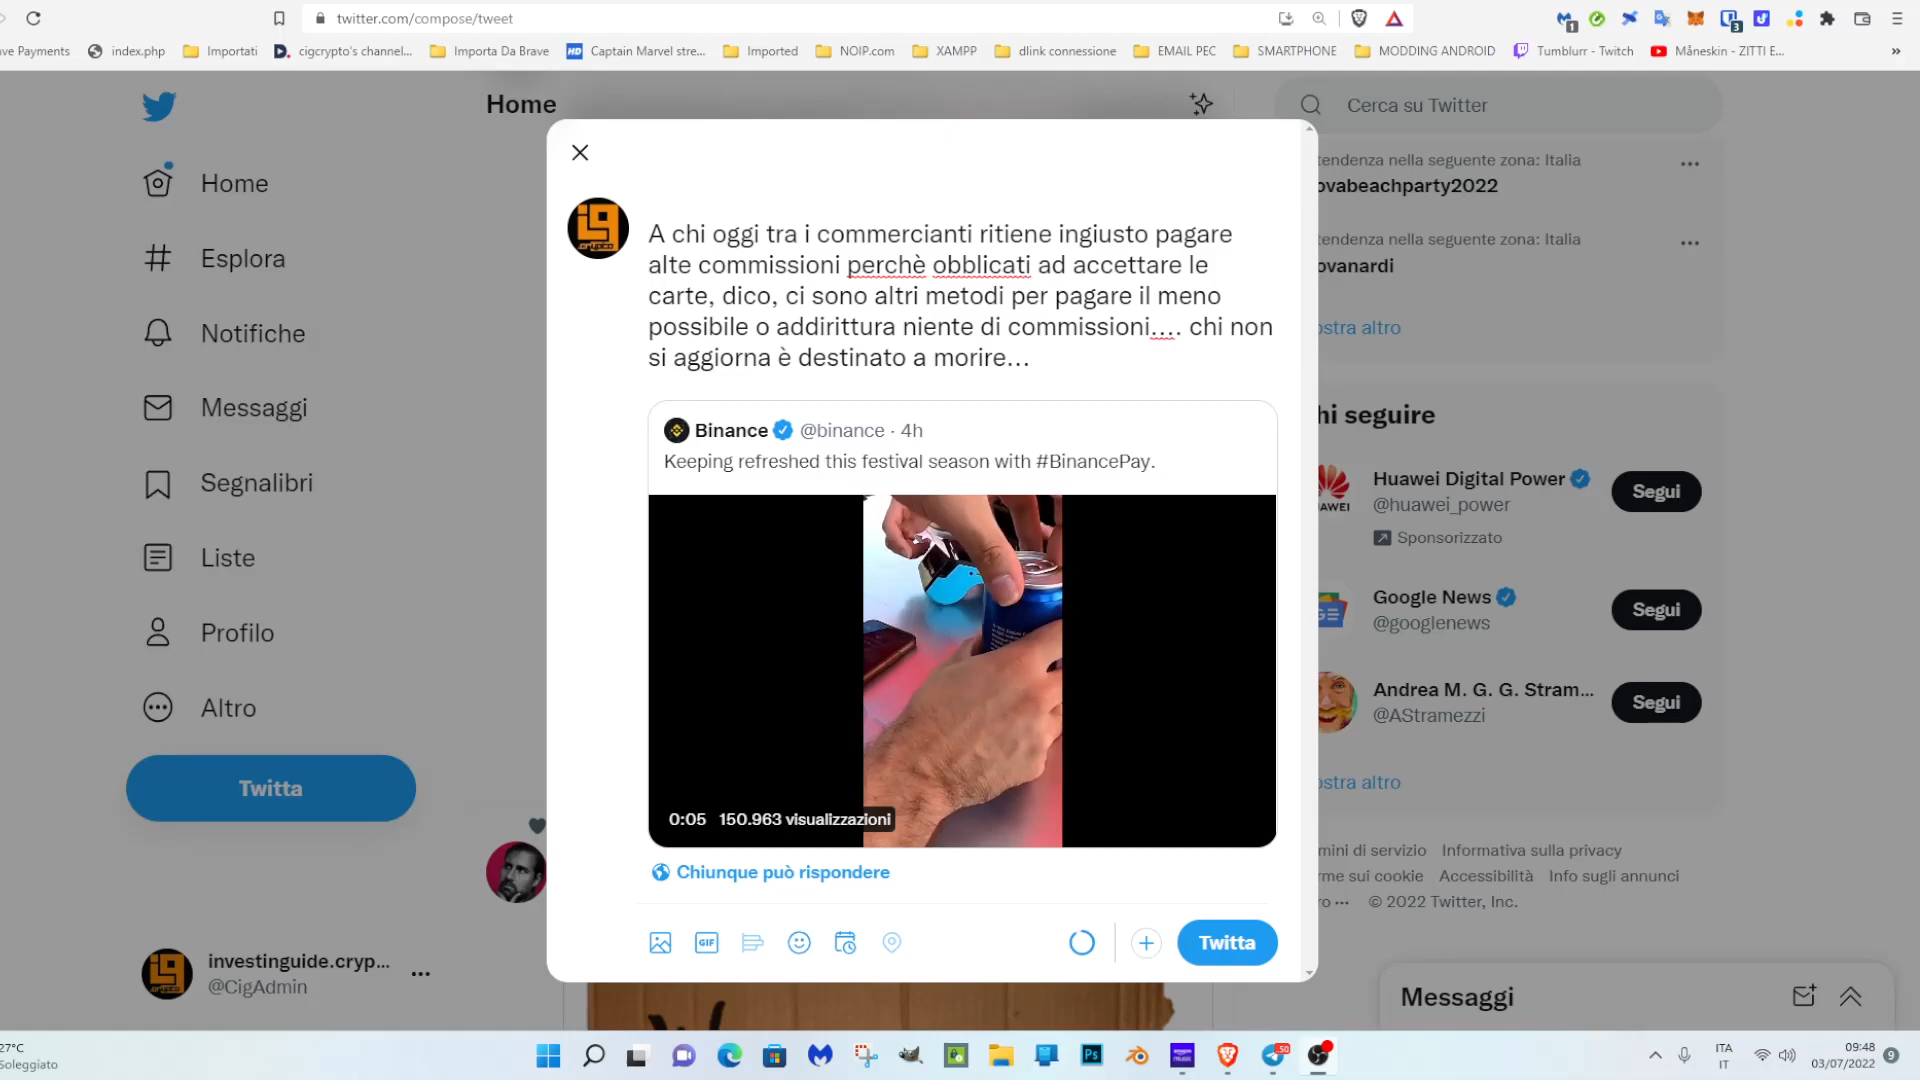 twitter.com/compose/tweet
ve Payments
index.php
Importati
cigcrypto's channel...
Importa Da Brave
HD
Captain Marvel stre...
Imported
NOIP.com
XAMPP
dlink connessione
EMAIL PEC
SMARTPHONE
MODDING ANDROID
Tumblurr - Twitch
Måneskin - ZITTI E...
»
Home
Cerca su Twitter
Home
Esplora
Notifiche
Messaggi
Segnalibri
Liste
Profilo
Altro
Twitta
investinguide.cryp...
@CigAdmin
A chi oggi tra i commercianti ritiene ingiusto pagare
alte commissioni perchè obblicati ad accettare le
carte, dico, ci sono altri metodi per pagare il meno
possibile o addirittura niente di commissioni.... chi non
si aggiorna è destinato a morire...
Binance @binance · 4h
Keeping refreshed this festival season with #BinancePay.
0:05 150.963 visualizzazioni
Chiunque può rispondere
GIF
Twitta
tendenza nella seguente zona: Italia
ovabeachparty2022
tendenza nella seguente zona: Italia
ovanardi
ostra altro
hi seguire
Huawei Digital Power
@huawei_power
Sponsorizzato
Segui
AWEI
Google News
@googlenews
Segui
Andrea M. G. G. Stram...
@AStramezzi
Segui
ostra altro
mini di servizio Informativa sulla privacy
rme sui cookie Accessibilità Info sugli annunci
ro ··· © 2022 Twitter, Inc.
Messaggi
27°C
Soleggiato
Ps
50
ITA
IT
09:48
03/07/2022
9